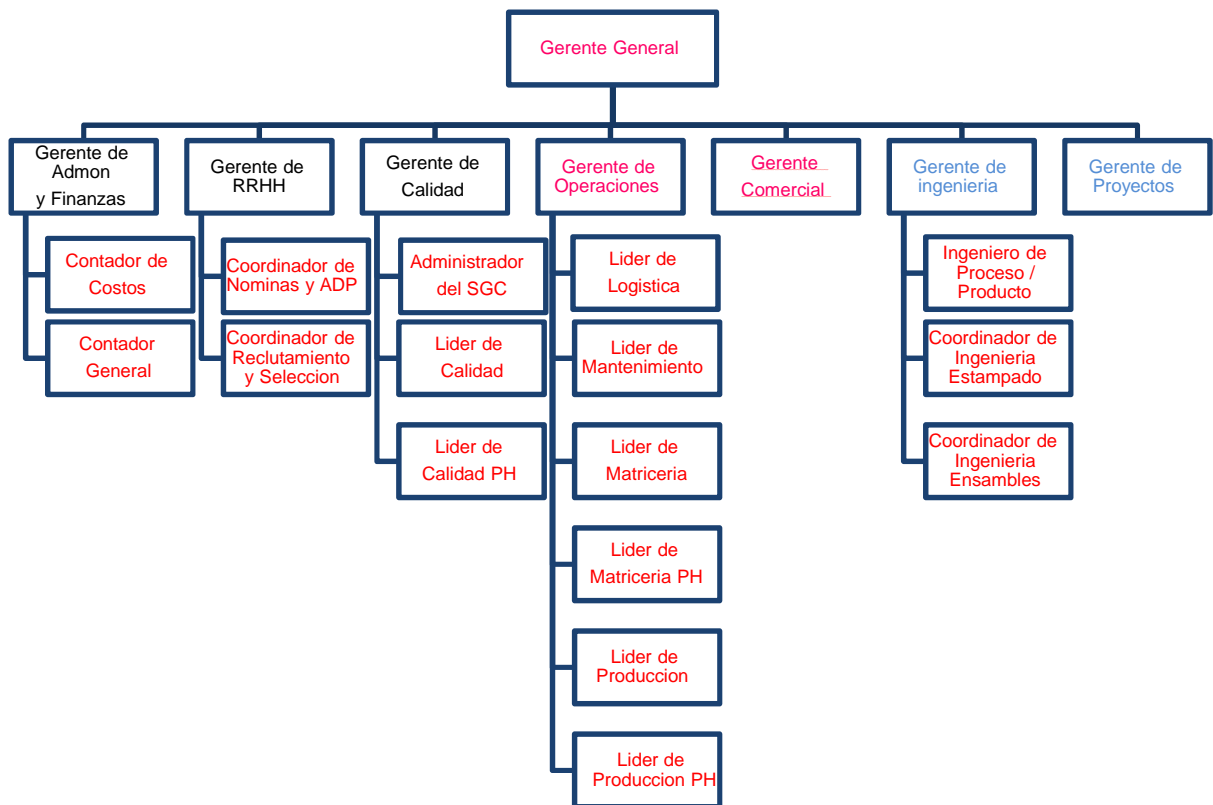 Gerente General
Gerente de
Admon
y Finanzas
Gerente de
RRHH
Gerente de
Calidad
Gerente de
Operaciones
Gerente
Comercial
Gerente de
ingenieria
Gerente de
Proyectos
Contador de
Costos
Contador
General
Coordinador de
Nominas y ADP
Coordinador de
Reclutamiento
y Seleccion
Administrador
del SGC
Lider de
Calidad
Lider de
Calidad PH
Lider de
Logistica
Lider de
Mantenimiento
Lider de
Matriceria
Lider de
Matriceria PH
Lider de
Produccion
Lider de
Produccion PH
Ingeniero de
Proceso /
Producto
Coordinador de
Ingenieria
Estampado
Coordinador de
Ingenieria
Ensambles